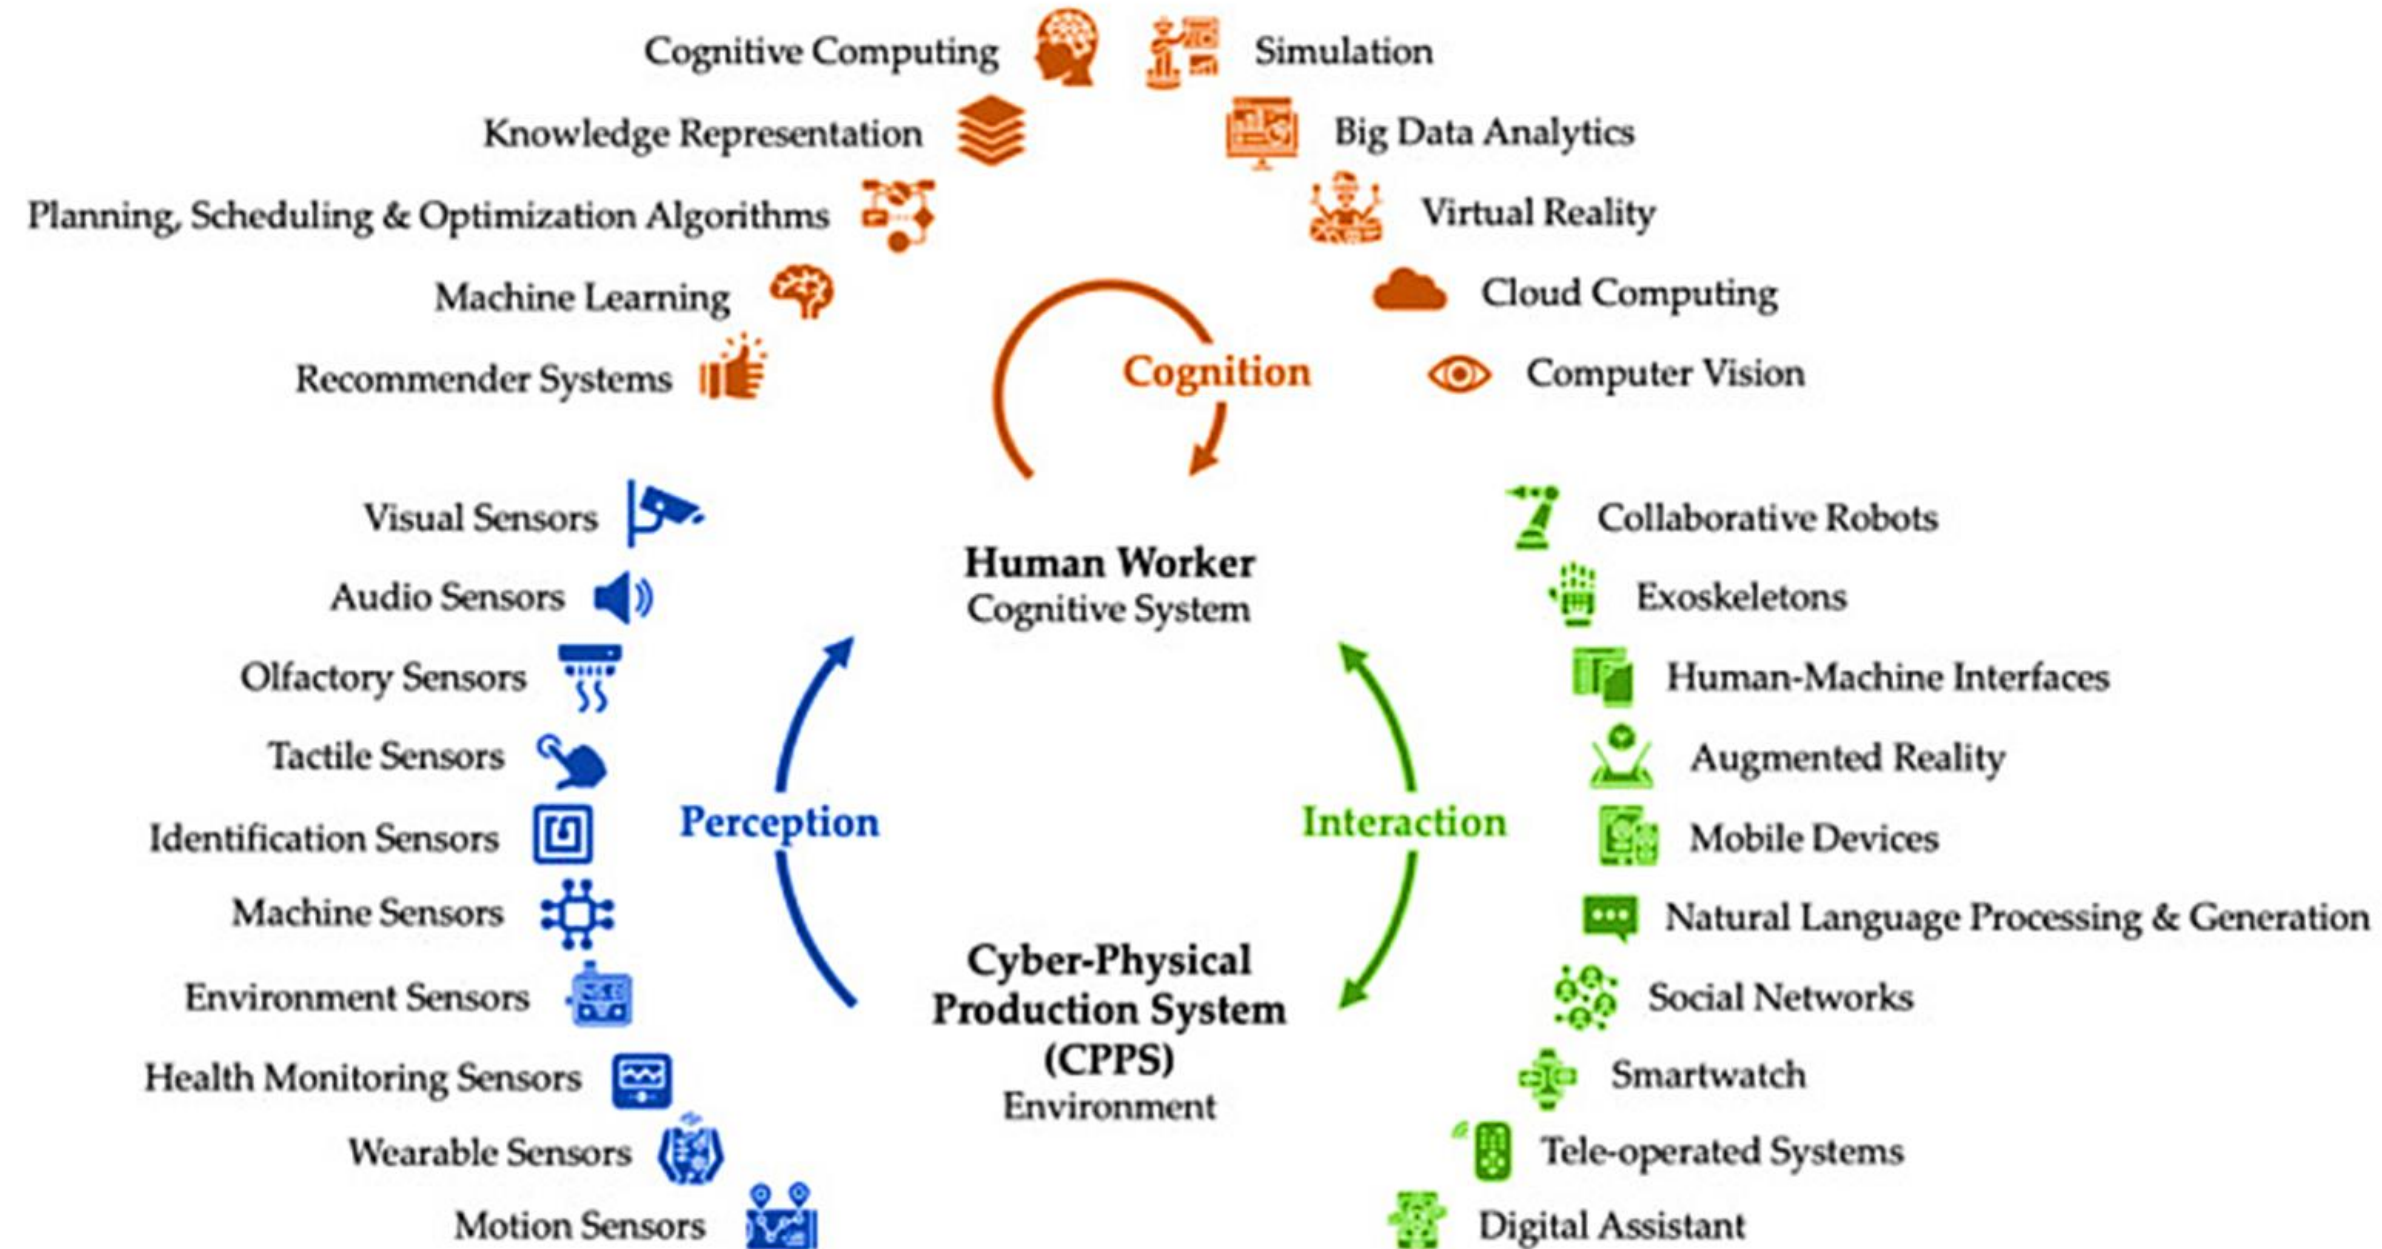 Cognitive Computing
Simulation
Knowledge Representation
Big Data Analytics
Planning, Scheduling & Optimization Algorithms
Virtual Reality
Machine Learning
Cloud Computing
Recommender Systems
Computer Vision
Cognition
Visual Sensors
Audio Sensors
Olfactory Sensors
Tactile Sensors
Identification Sensors
Machine Sensors
Environment Sensors
Health Monitoring Sensors
Wearable Sensors
Motion Sensors
Perception
Human Worker
Cognitive System
Cyber-Physical
Production System
(CPPS)
Environment
Interaction
Collaborative Robots
Exoskeletons
Human-Machine Interfaces
Augmented Reality
Mobile Devices
Natural Language Processing & Generation
Social Networks
Smartwatch
Tele-operated Systems
Digital Assistant